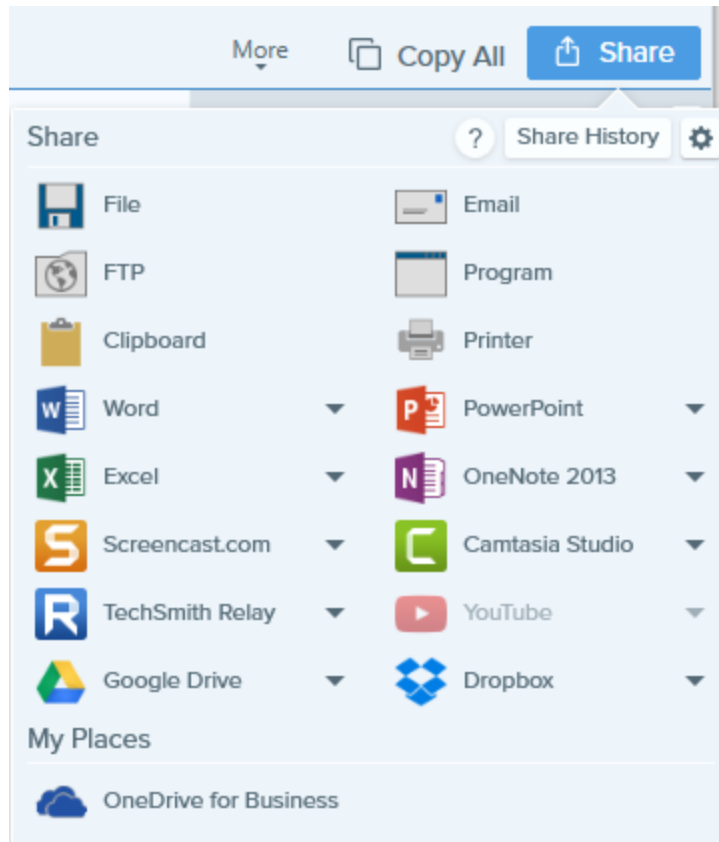 More Copy All Share
Share ? Share History
File Email
FTP Program
Clipboard Printer
W Word P PowerPoint
X Excel N OneNote 2013
S Screencast.com C Camtasia Studio
R TechSmith Relay YouTube
Google Drive Dropbox
My Places
OneDrive for Business